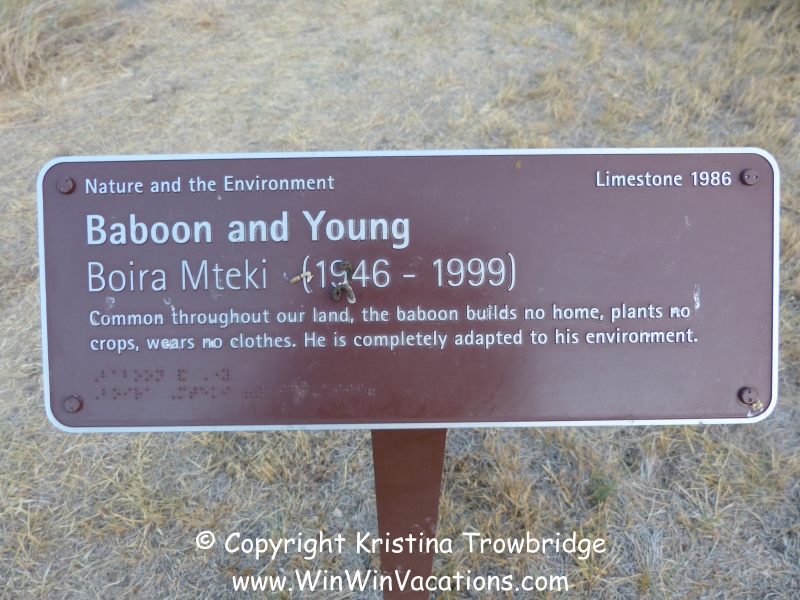 Nature and the Environment
Limestone 1986
Baboon and Young
Boira Mteki (1946 - 1999)
Common throughout our land, the baboon builds no home, plants no
crops, wears no clothes. He is completely adapted to his environment.
© Copyright Kristina Trowbridge
www.WinWinVacations.com